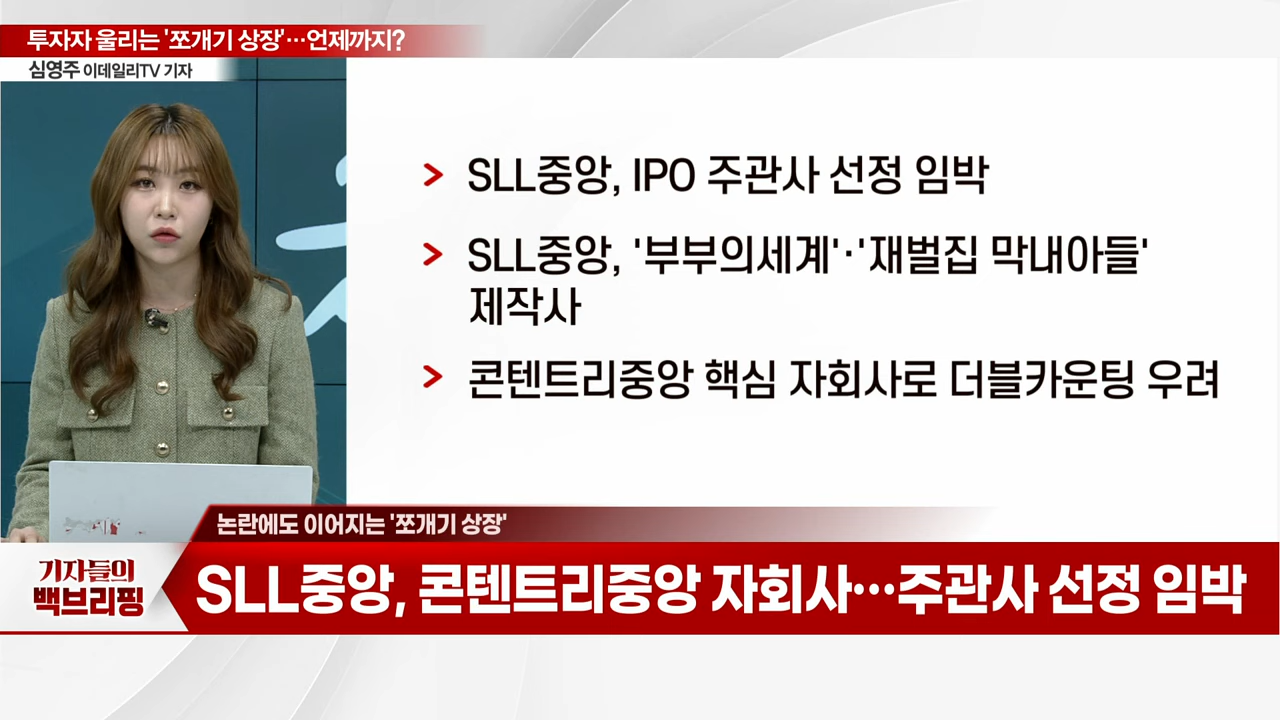 투자자 울리는 '쪼개기 상장'…언제까지?
심영주 이데일리TV 기자
> SLL중앙, IPO 주관사 선정 임박
> SLL중앙, '부부의세계'·'재벌집 막내아들'
제작사
> 콘텐트리중앙 핵심 자회사로 더블카운팅 우려
논란에도 이어지는 '쪼개기 상장'
기자들의
백브리핑
SLL중앙, 콘텐트리중앙 자회사…주관사 선정 임박